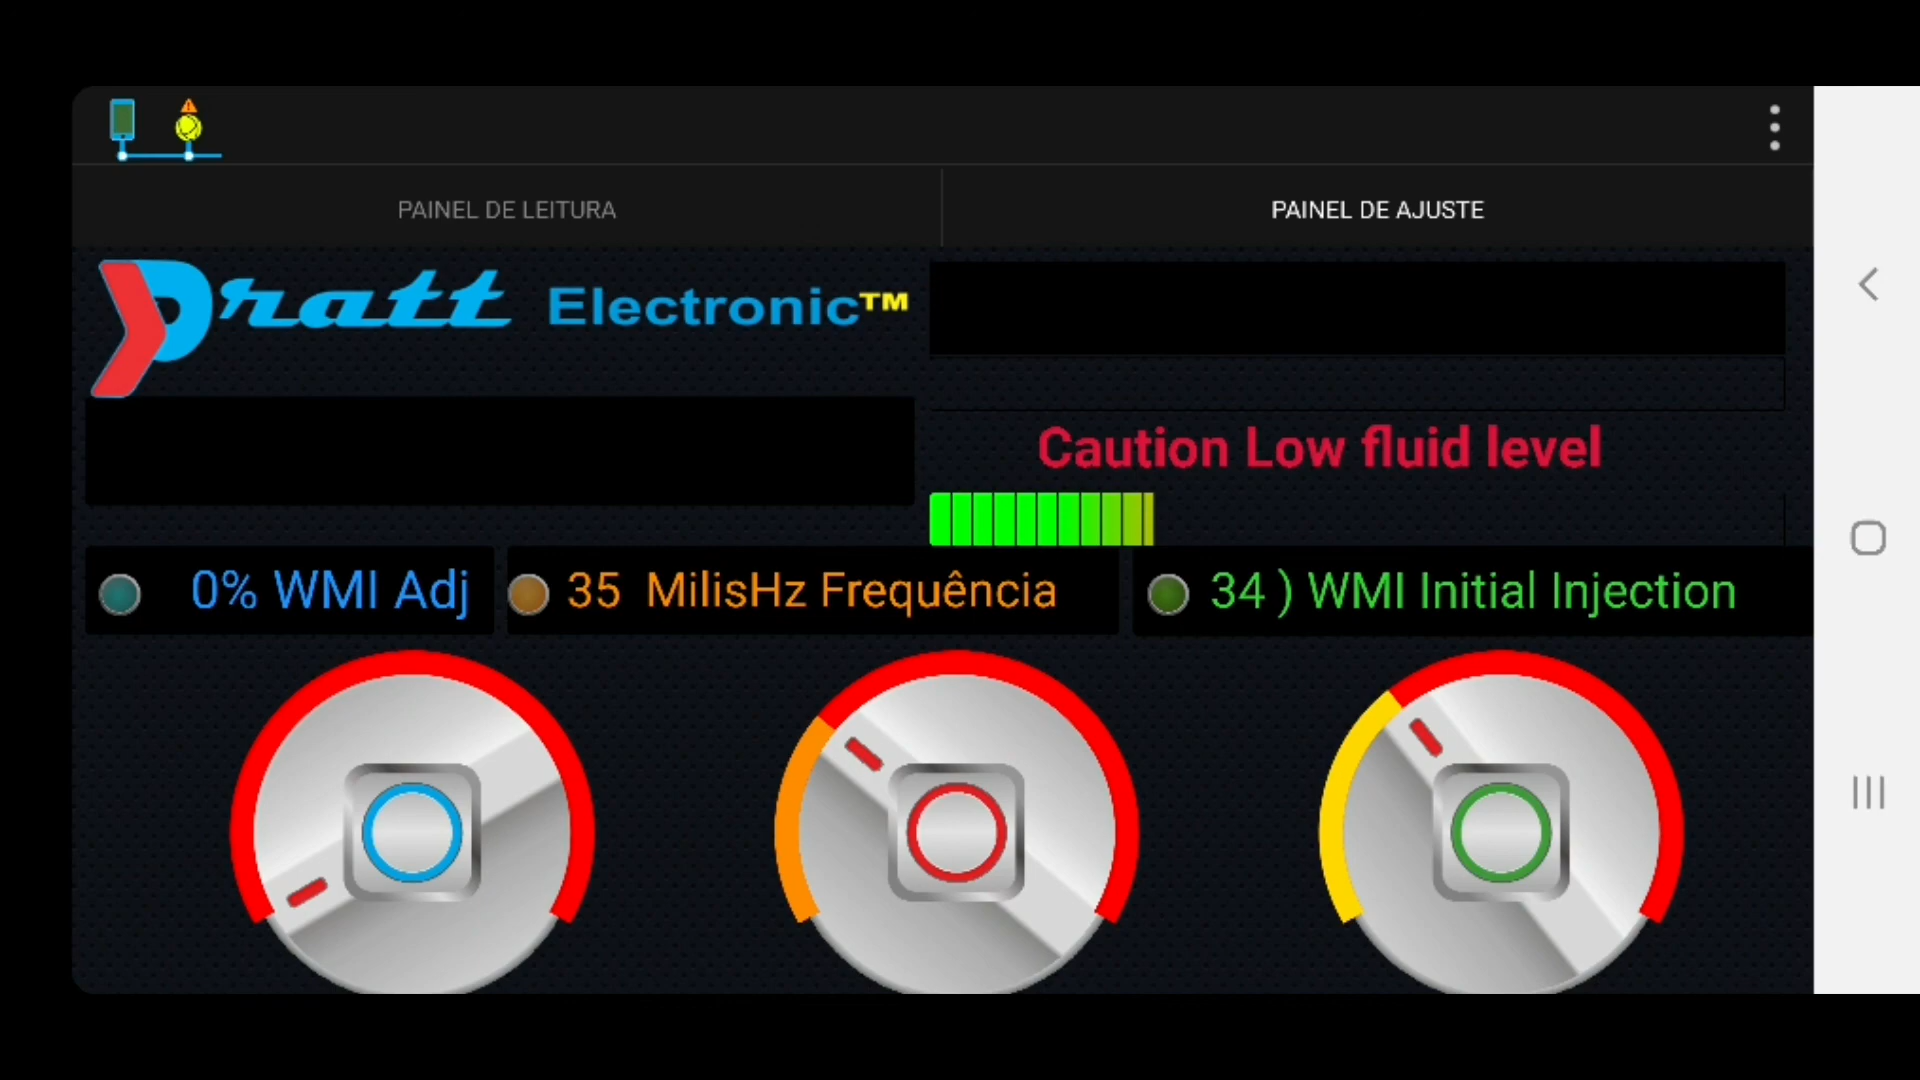 PAINEL DE LEITURA
PAINEL DE AJUSTE
Pratt Electronic™
Caution Low fluid level
0% WMI Adj
35 MilisHz Frequência
34 ) WMI Initial Injection